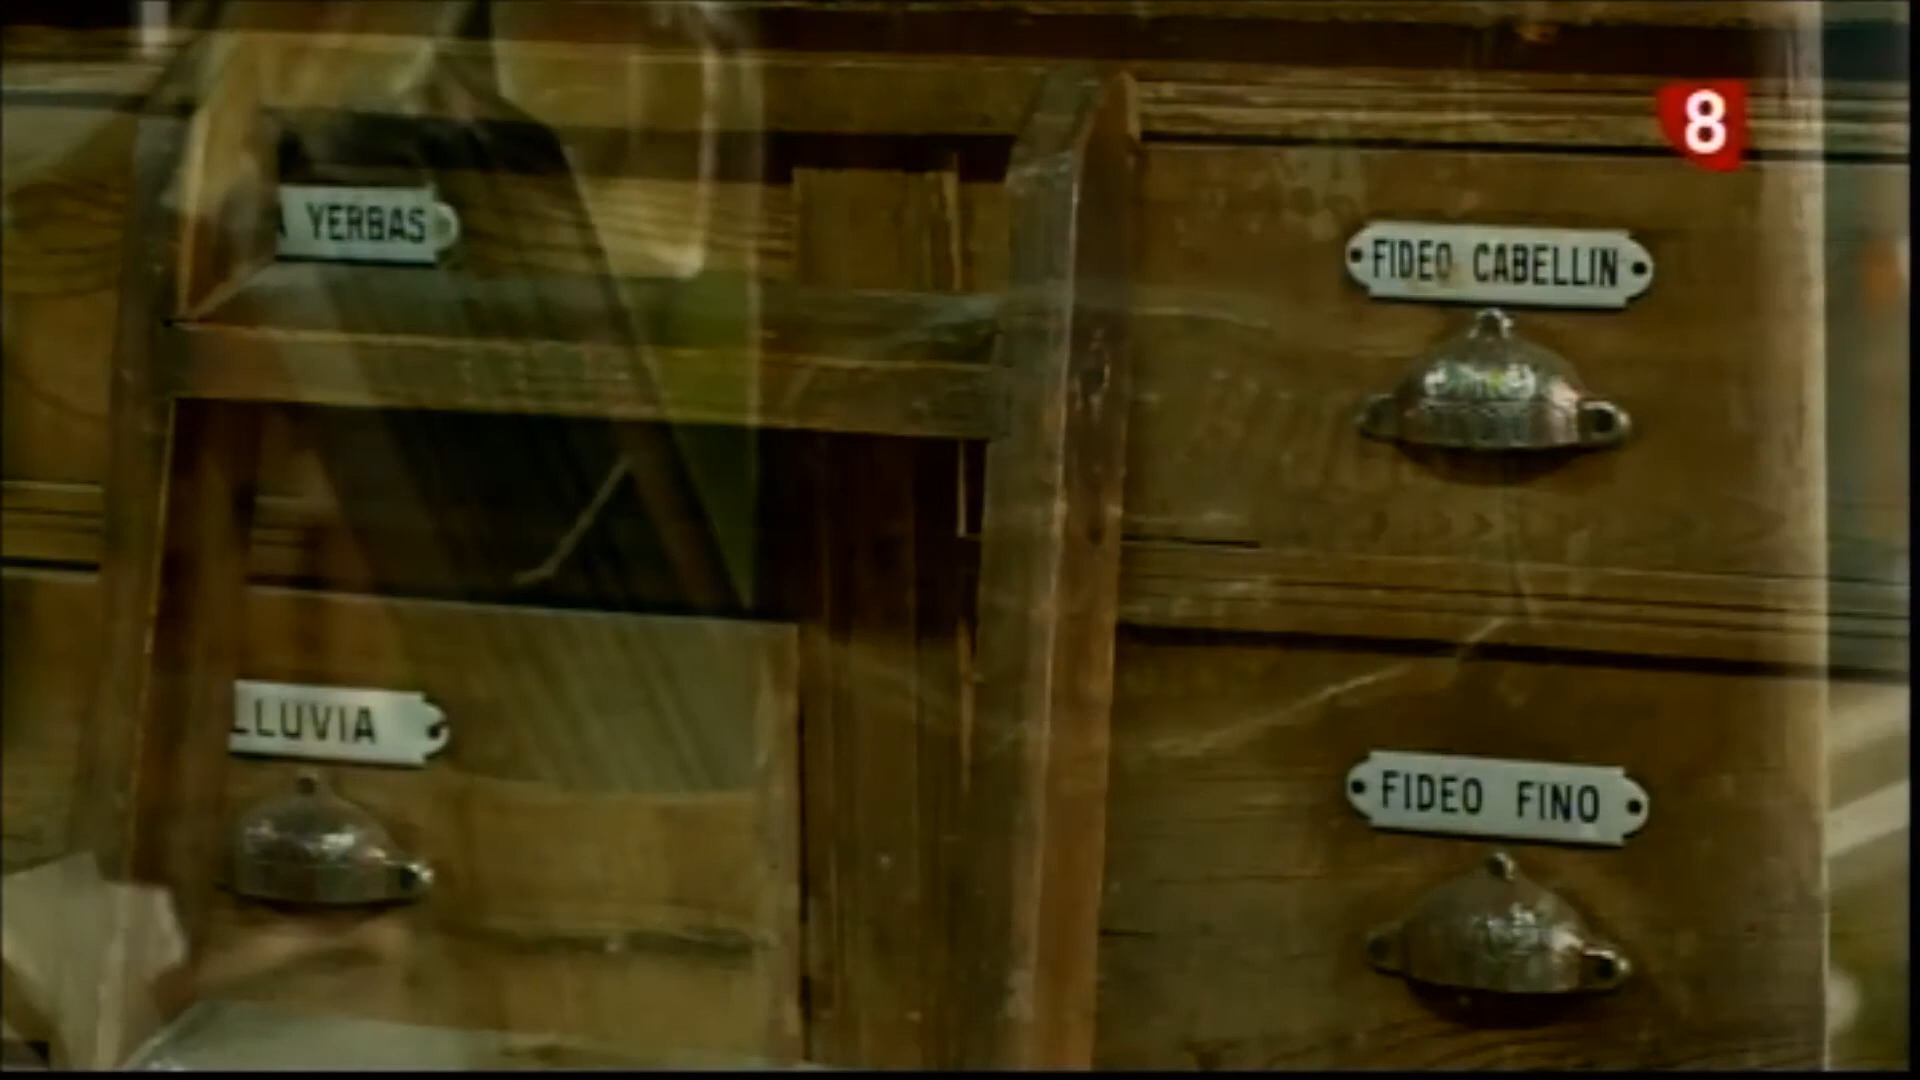 8
YERBAS
FIDEO CABELLIN
LLUVIA
FIDEO FINO